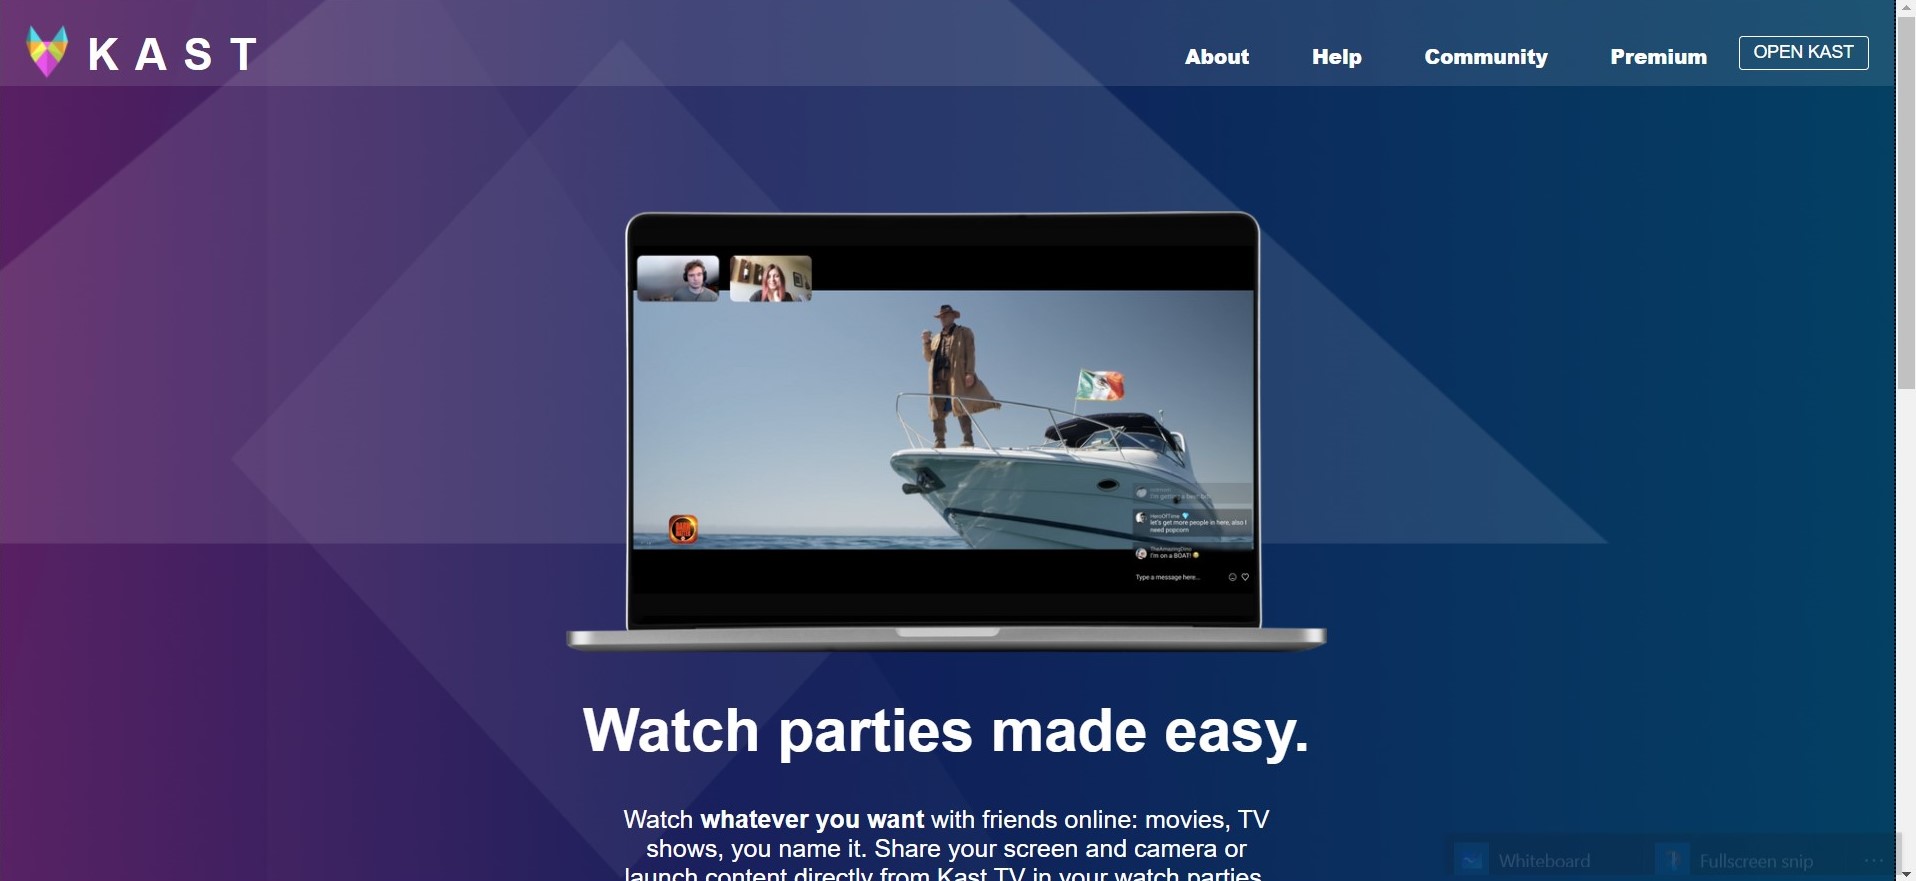 KAST
About Help Community Premium OPEN KAST
HeroOfTime
let's get more people in here, also I
need popcorn
TheAmazingDino
I'm on a BOAT!
Type a message here...
Watch parties made easy.
Watch whatever you want with friends online: movies, TV
shows, you name it. Share your screen and camera or
launch content directly from Kast TV in your watch parties.
Whiteboard Fullscreen snip